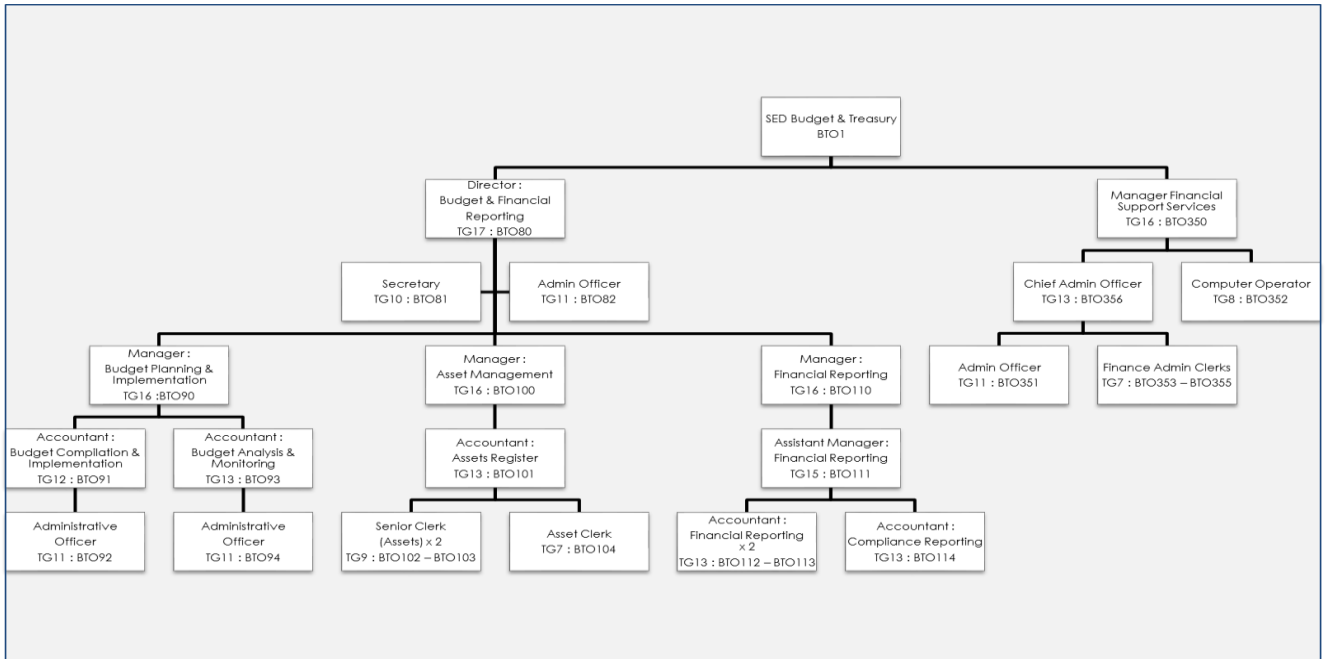 SED Budget & Treasury
BTO1
Director :
Budget & Financial
Reporting
TG17 : BTO80
Manager Financial
Support Services
TG16 : BTO350
Secretary
TG10 : BTO81
Admin Officer
TG11 : BTO82
Chief Admin Officer
TG13 : BTO356
Computer Operator
TG8 : BTO352
Manager :
Budget Planning &
Implementation
TG16 :BTO90
Manager :
Asset Management
TG16 : BTO100
Manager :
Financial Reporting
TG16 : BTO110
Admin Officer
TG11 : BTO351
Finance Admin Clerks
TG7 : BTO353 – BTO355
Accountant :
Budget Compilation &
Implementation
TG12 : BTO91
Accountant :
Budget Analysis &
Monitoring
TG13 : BTO93
Accountant :
Assets Register
TG13 : BTO101
Assistant Manager :
Financial Reporting
TG15 : BTO111
Administrative
Officer
TG11 : BTO92
Administrative
Officer
TG11 : BTO94
Senior Clerk
(Assets) x 2
TG9 : BTO102 – BTO103
Asset Clerk
TG7 : BTO104
Accountant :
Financial Reporting
x 2
TG13 : BTO112 – BTO113
Accountant :
Compliance Reporting
TG13 : BTO114